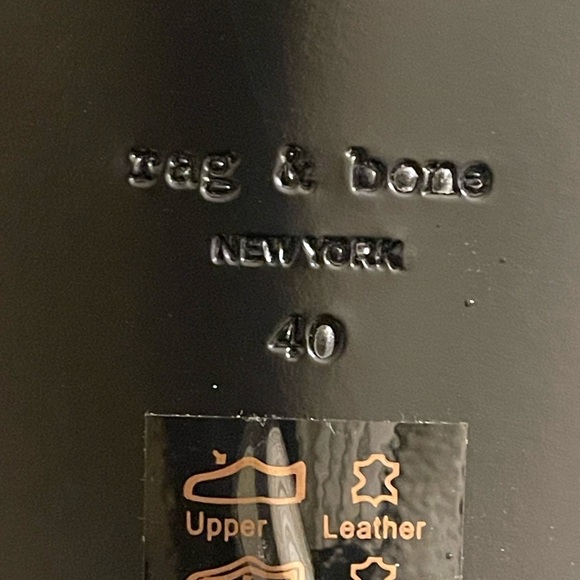 rag & bone
NEW YORK
40
Upper Leather